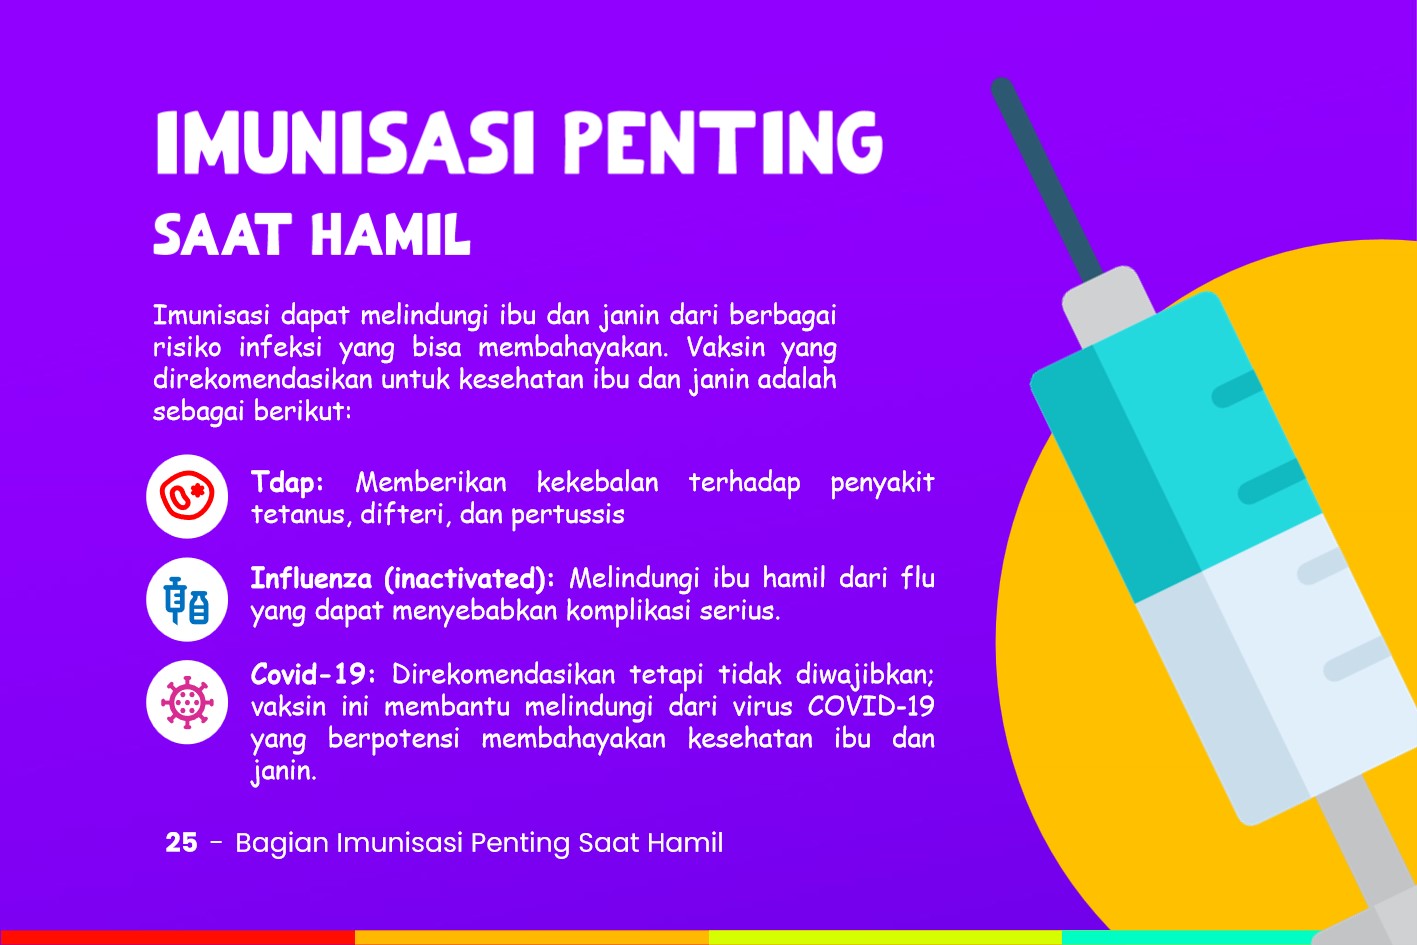 IMUNISASI PENTING
SAAT HAMIL
Imunisasi dapat melindungi ibu dan janin dari berbagai
risiko infeksi yang bisa membahayakan. Vaksin yang
direkomendasikan untuk kesehatan ibu dan janin adalah
sebagai berikut:
Tdap: Memberikan kekebalan terhadap penyakit
tetanus, difteri, dan pertussis
Influenza (inactivated): Melindungi ibu hamil dari flu
yang dapat menyebabkan komplikasi serius.
Covid-19: Direkomendasikan tetapi tidak diwajibkan;
vaksin ini membantu melindungi dari virus COVID-19
yang berpotensi membahayakan kesehatan ibu dan
janin.
25 - Bagian Imunisasi Penting Saat Hamil